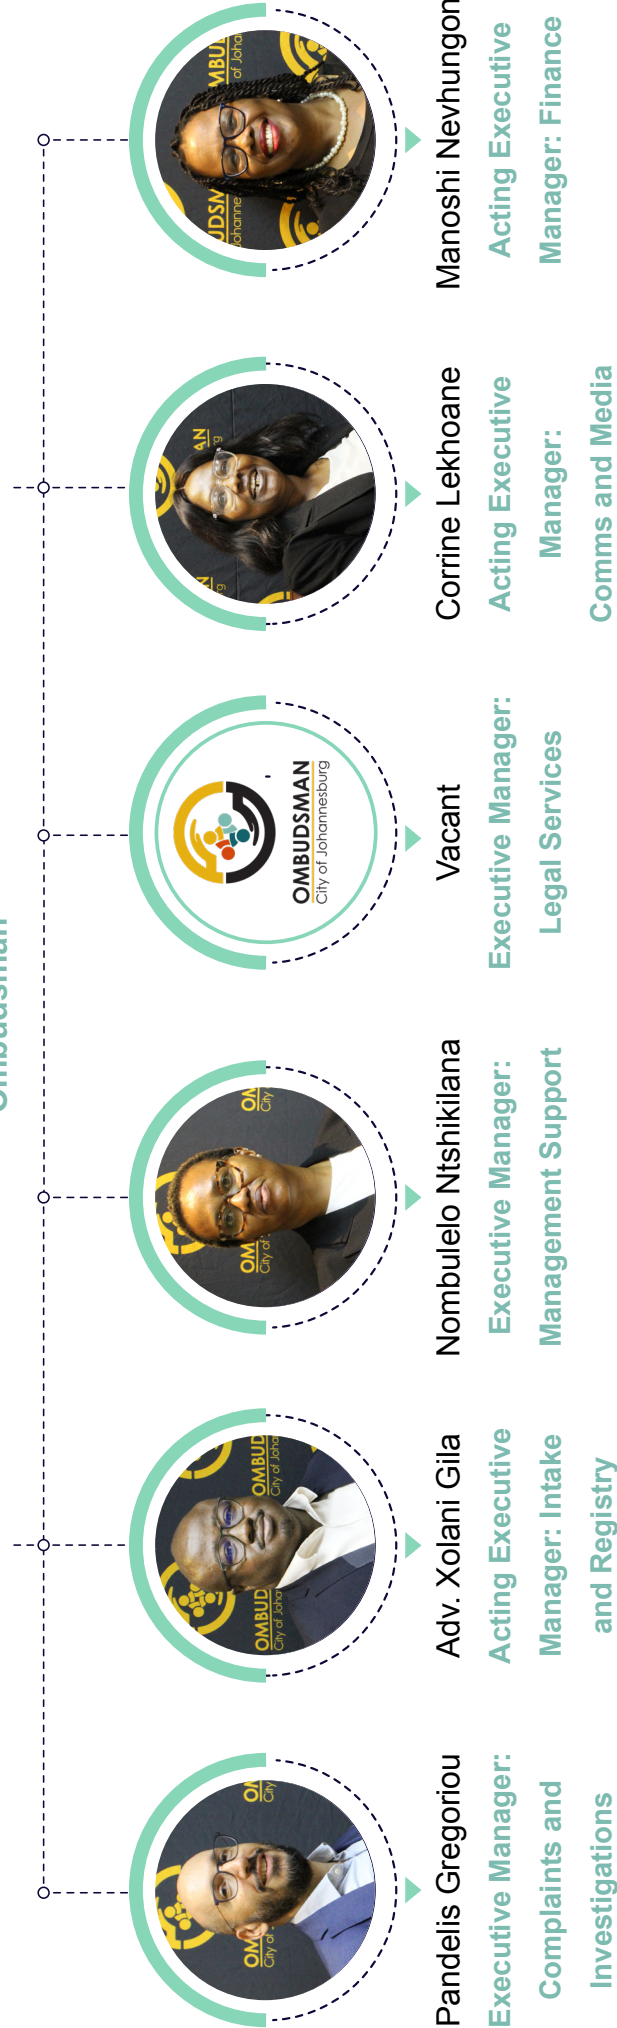 Ombudsman
Pandelis Gregoriou
Executive Manager:
Complaints and
Investigations
Adv. Xolani Gila
Acting Executive
Manager: Intake
and Registry
Nombulelo Ntshikilana
Executive Manager:
Management Support
OMBUDSMAN
City of Johannesburg
Vacant
Executive Manager:
Legal Services
Corrine Lekhoane
Acting Executive
Manager:
Comms and Media
Manoshi Nevhungon
Acting Executive
Manager: Finance